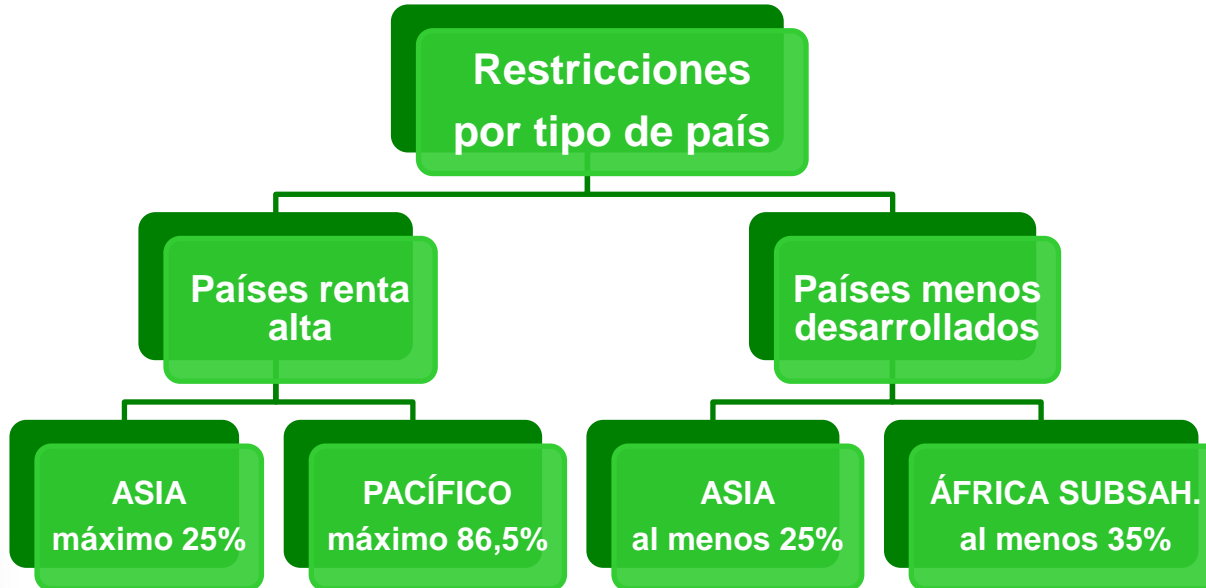 Restricciones
por tipo de país
Países renta
alta
Países menos
desarrollados
ASIA
máximo 25%
PACÍFICO
máximo 86,5%
ASIA
al menos 25%
ÁFRICA SUBSAH.
al menos 35%